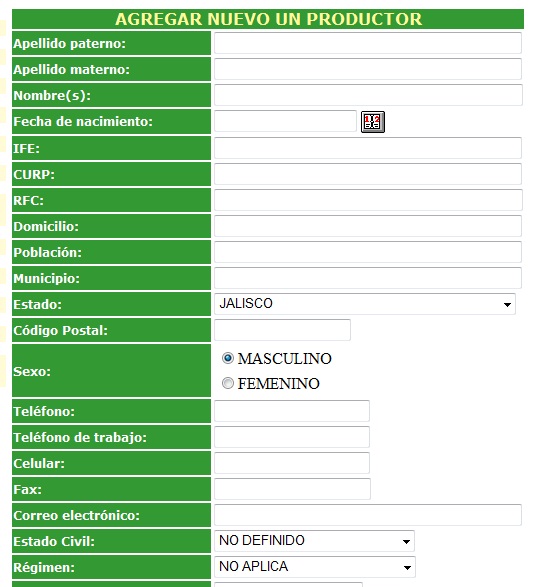 AGREGAR NUEVO UN PRODUCTOR
Apellido paterno:
Apellido materno:
Nombre(s):
Fecha de nacimiento:
IFE:
CURP:
RFC:
Domicilio:
Población:
Municipio:
Estado: JALISCO
Código Postal:
Sexo: MASCULINO
FEMENINO
Teléfono:
Teléfono de trabajo:
Celular:
Fax:
Correo electrónico:
Estado Civil: NO DEFINIDO
Régimen: NO APLICA